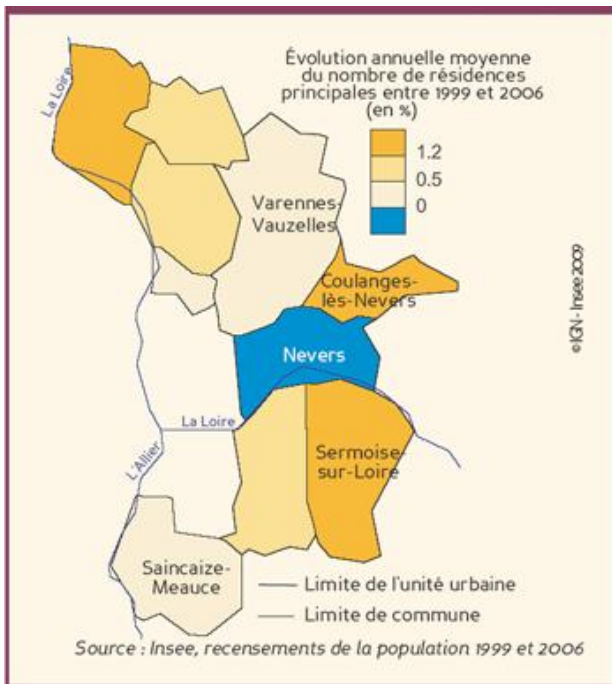 Évolution annuelle moyenne
du nombre de résidences
principales entre 1999 et 2006
(en %)
1.2
0.5
0
La Loire
Varennes-
Vauzelles
Coulanges-
lès-Nevers
©IGN - Insee 2009
Nevers
La Loire
L'Allier
Sermoise-
sur-Loire
Saincaize-
Meauce
Limite de l'unité urbaine
Limite de commune
Source : Insee, recensements de la population 1999 et 2006